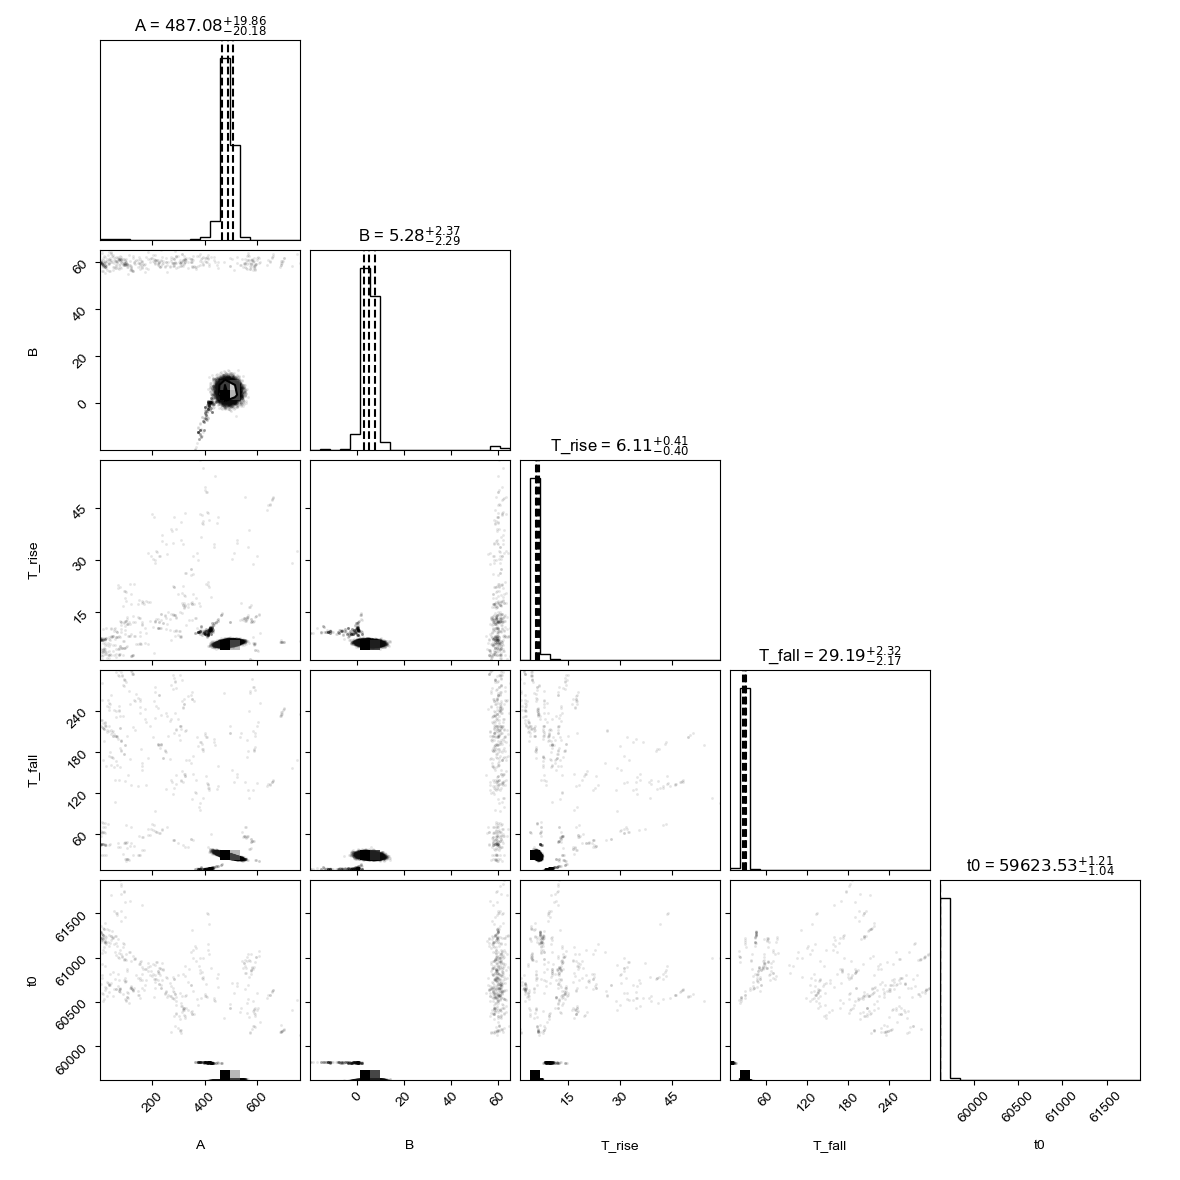 A = 487.08+19.86−20.18
B = 5.28+2.37−2.29
60
40
20
0
B
T_rise = 6.11+0.41−0.40
45
30
15
T_rise
T_fall = 29.19+2.32−2.17
240
180
120
60
T_fall
t0 = 59623.53+1.21−1.04
61500
61000
60500
60000
t0
200 400 600 0 20 40 60 15 30 45 60 120 180 240 60000 60500 61000 61500
A B T_rise T_fall t0